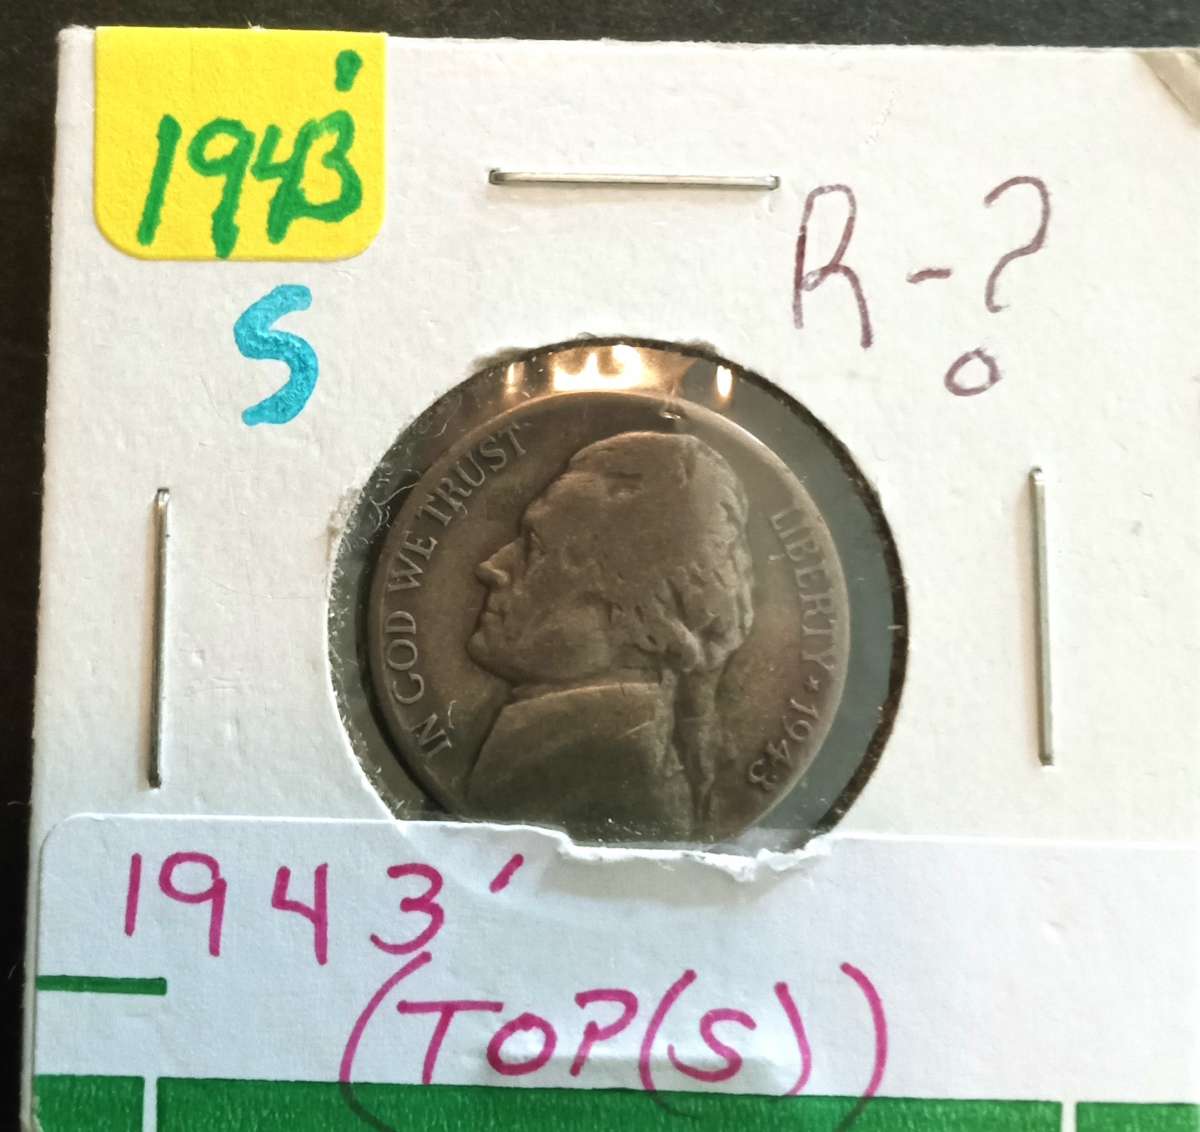 1943'
S
R-?
IN GOD WE TRUST
LIBERTY ★ 1943
1943'
(TOP(S))